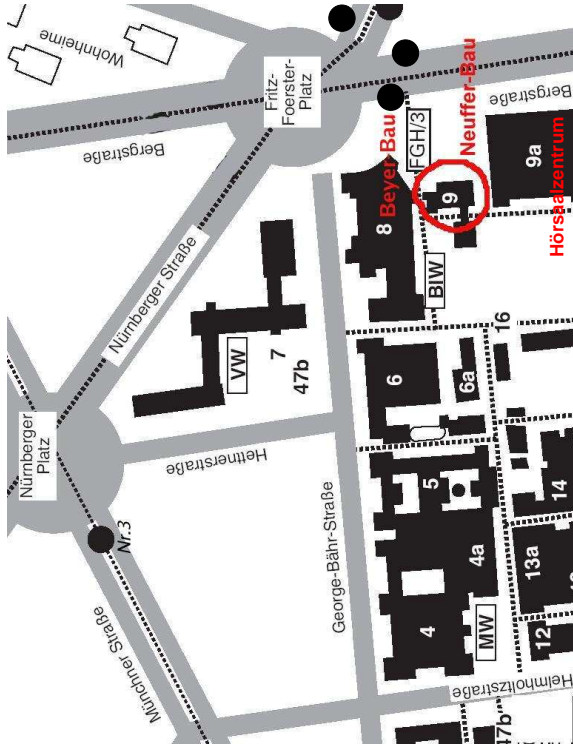 Wohnheime
Fritz-
Foerster-
Platz
Bergstraße
Bergstraße
Nürnberger Straße
Nürnberger
Platz
Nr.3
Münchner Straße
Hettnerstraße
George-Bähr-Straße
Helmholtzstraße
VW
7
47b
8
Beyer-Bau
FGH/3
Neuffer-Bau
9
9a
Hörsaalzentrum
BIW
16
6
6a
5
4a
4
MW
14
13a
12
47b